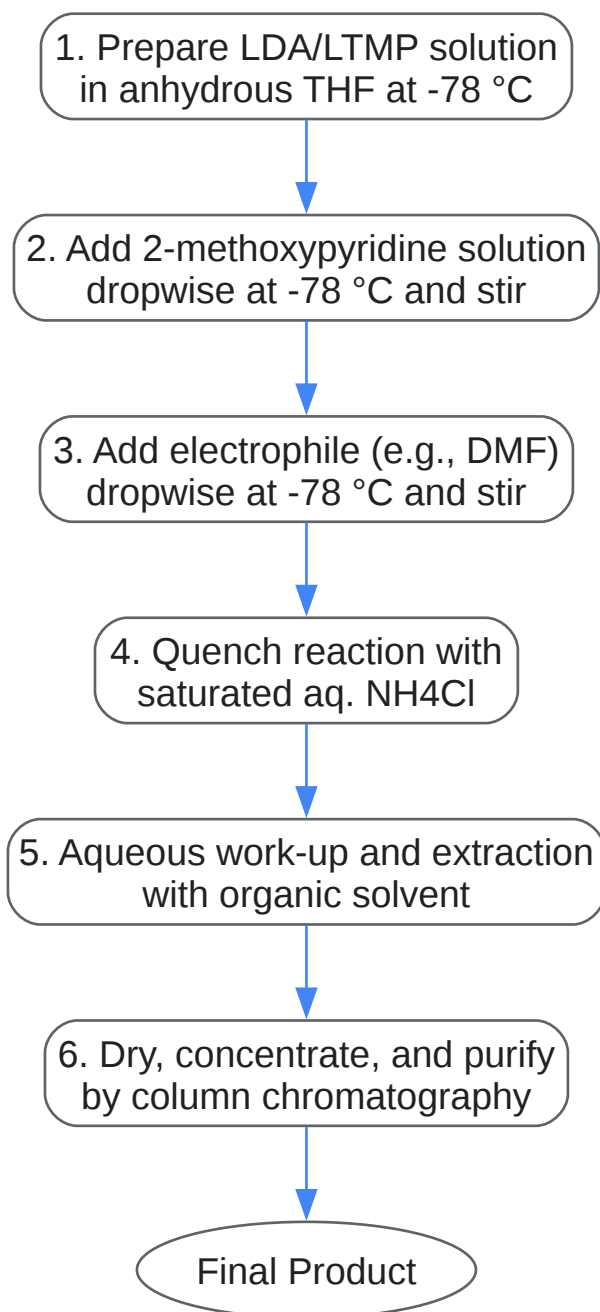 1. Prepare LDA/LTMP solution
in anhydrous THF at -78 °C
2. Add 2-methoxypyridine solution
dropwise at -78 °C and stir
3. Add electrophile (e.g., DMF)
dropwise at -78 °C and stir
4. Quench reaction with
saturated aq. NH4Cl
5. Aqueous work-up and extraction
with organic solvent
6. Dry, concentrate, and purify
by column chromatography
Final Product